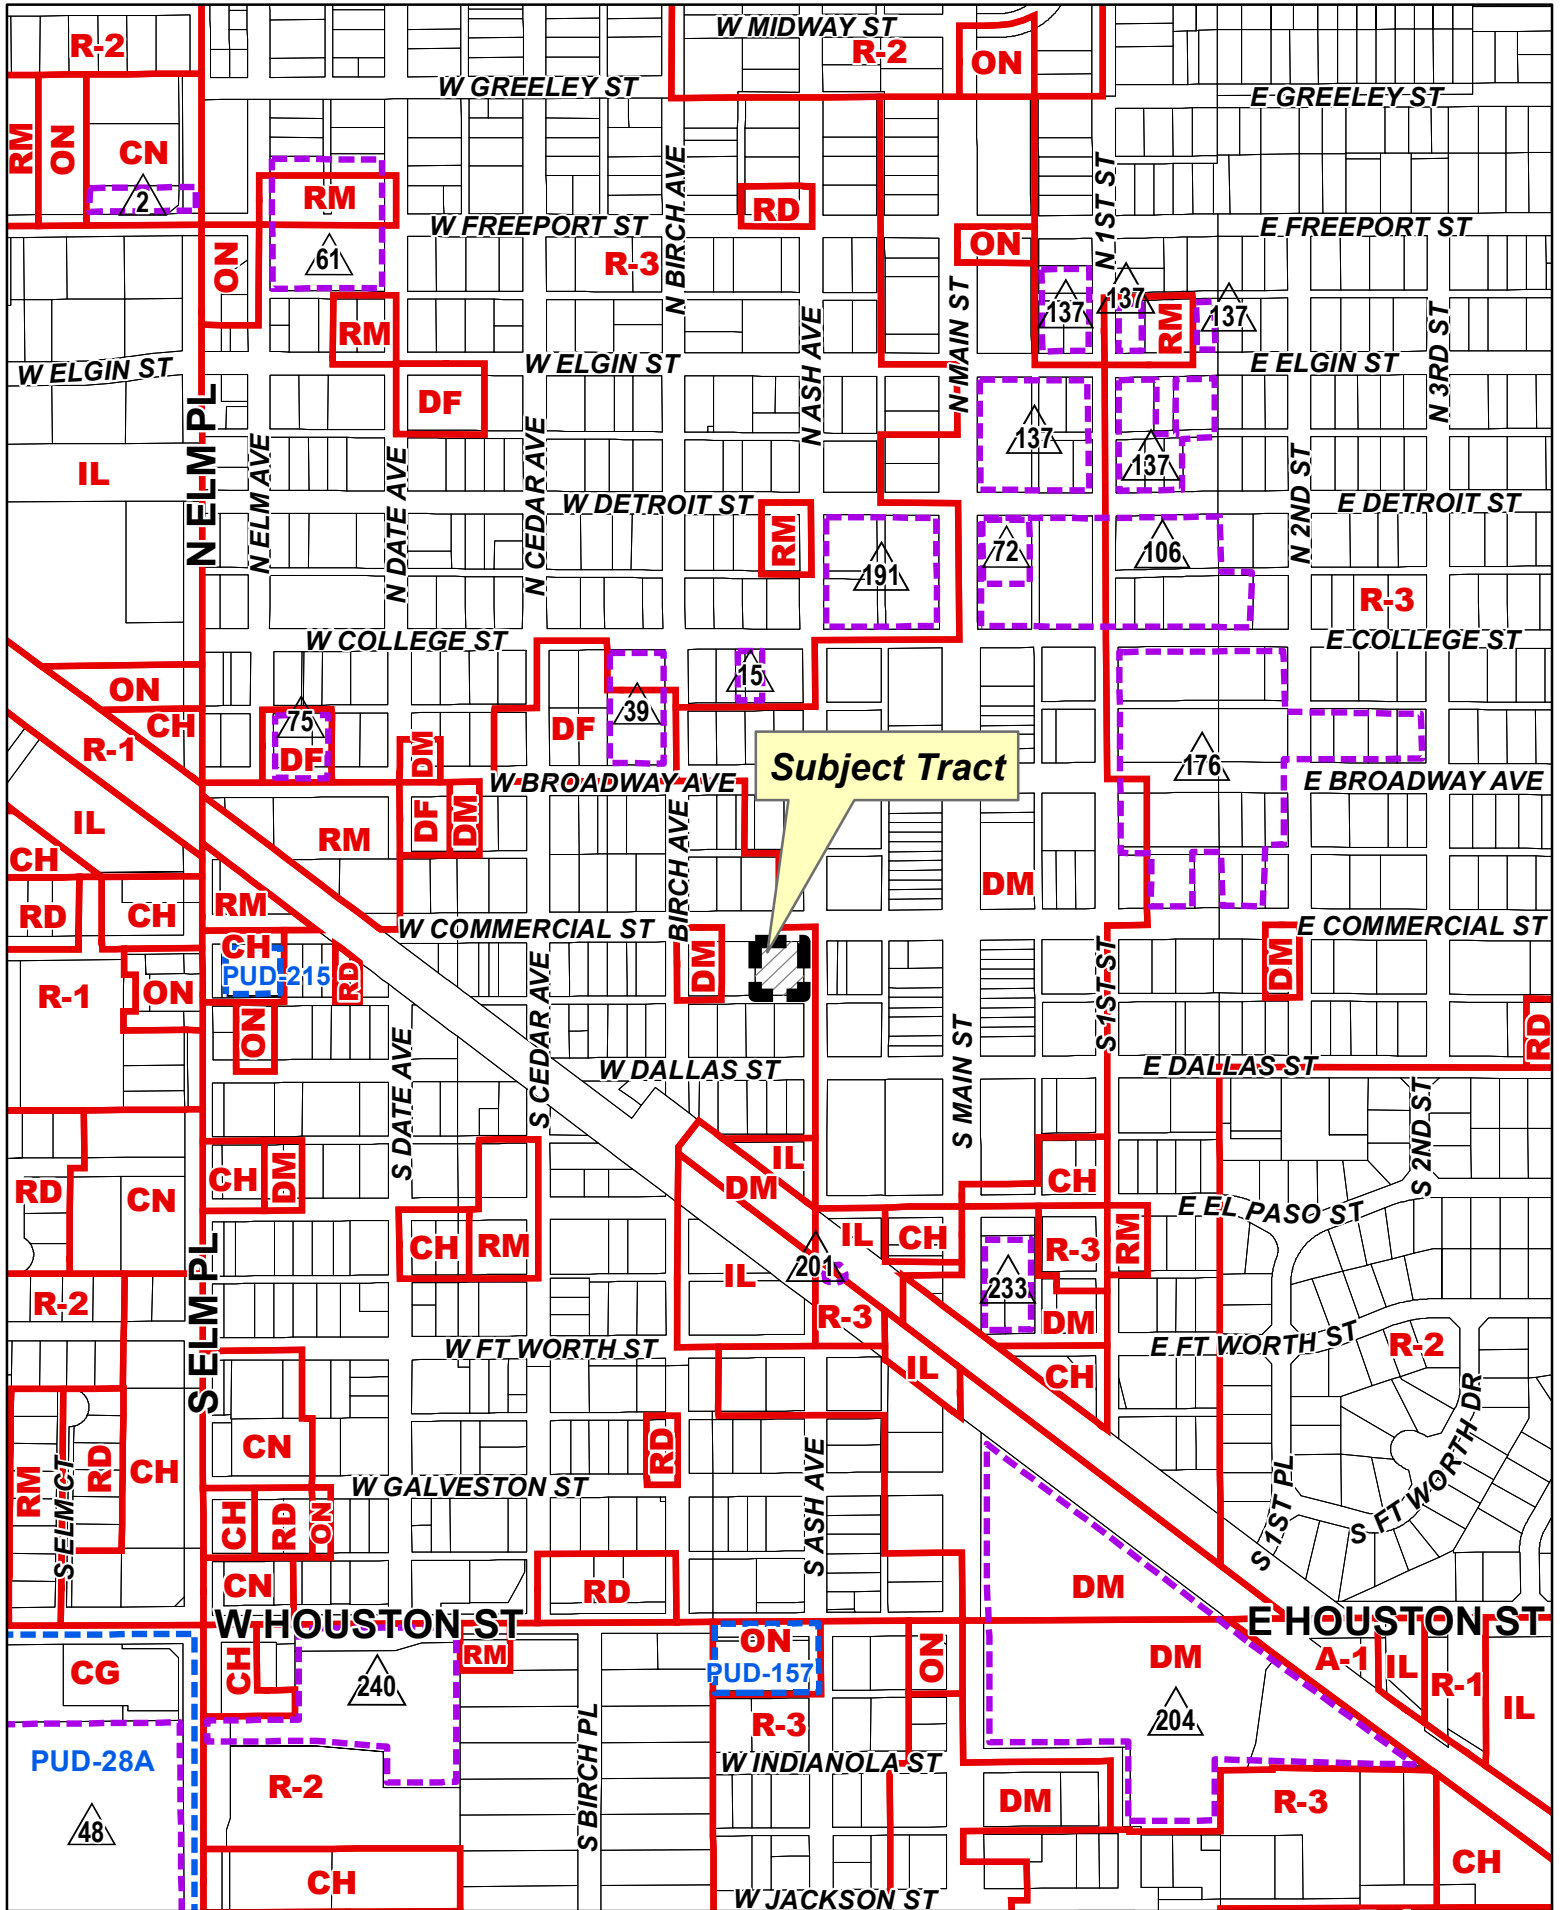 W MIDWAY ST
R-2
R-2
ON
W GREELEY ST
E GREELEY ST
RM
ON
CN
2
RM
N BIRCH AVE
RD
N 1ST ST
W FREEPORT ST
E FREEPORT ST
ON
61
R-3
ON
137
137
137
RM
RM
N ASH AVE
N MAIN ST
N 3RD ST
W ELGIN ST
W ELGIN ST
E ELGIN ST
DF
N ELM PL
137
137
IL
N ELM AVE
N DATE AVE
N CEDAR AVE
W DETROIT ST
E DETROIT ST
N 2ND ST
RM
191
72
106
R-3
W COLLEGE ST
E COLLEGE ST
ON
15
39
75
CH
R-1
DF
DF
DM
176
Subject Tract
W BROADWAY AVE
E BROADWAY AVE
IL
RM
DF
DM
BIRCH AVE
CH
DM
RD
CH
RM
W COMMERCIAL ST
E COMMERCIAL ST
CH
PUD-215
RD
DM
DM
R-1
ON
S CEDAR AVE
S 1ST ST
ON
S DATE AVE
S MAIN ST
RD
W DALLAS ST
E DALLAS ST
S 2ND ST
IL
CH
DM
DM
CH
RD
CN
E EL PASO ST
CH
RM
IL
CH
R-3
RM
201
IL
233
S ELM PL
R-2
R-3
DM
W FT WORTH ST
E FT WORTH ST
R-2
IL
CH
S FT WORTH DR
CN
RD
RM
S ELM CT
RD
CH
S ASH AVE
S 1ST PL
W GALVESTON ST
CH
RD
ON
CN
RD
DM
W HOUSTON ST
E HOUSTON ST
CG
CH
240
RM
ON
PUD-157
ON
DM
204
A-1
IL
R-1
IL
S BIRCH PL
R-3
PUD-28A
W INDIANOLA ST
R-2
DM
R-3
48
CH
CH
W JACKSON ST